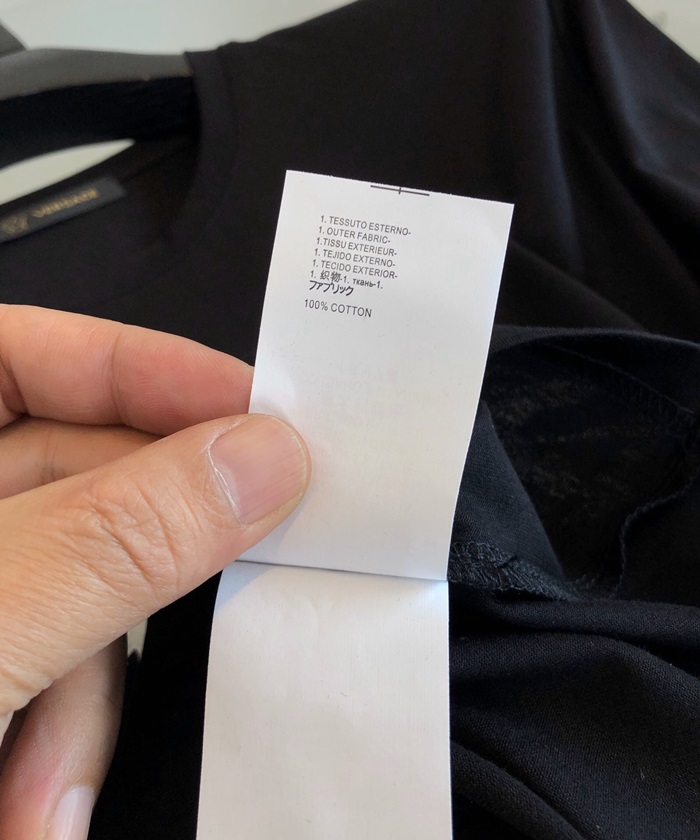 VERSACE
1. TESSUTO ESTERNO-
1. OUTER FABRIC-
1.TISSU EXTERIEUR-
1. TEJIDO EXTERNO-
1. TECIDO EXTERIOR-
1. 織物-1. ткань-1.
ファブリック
100% COTTON